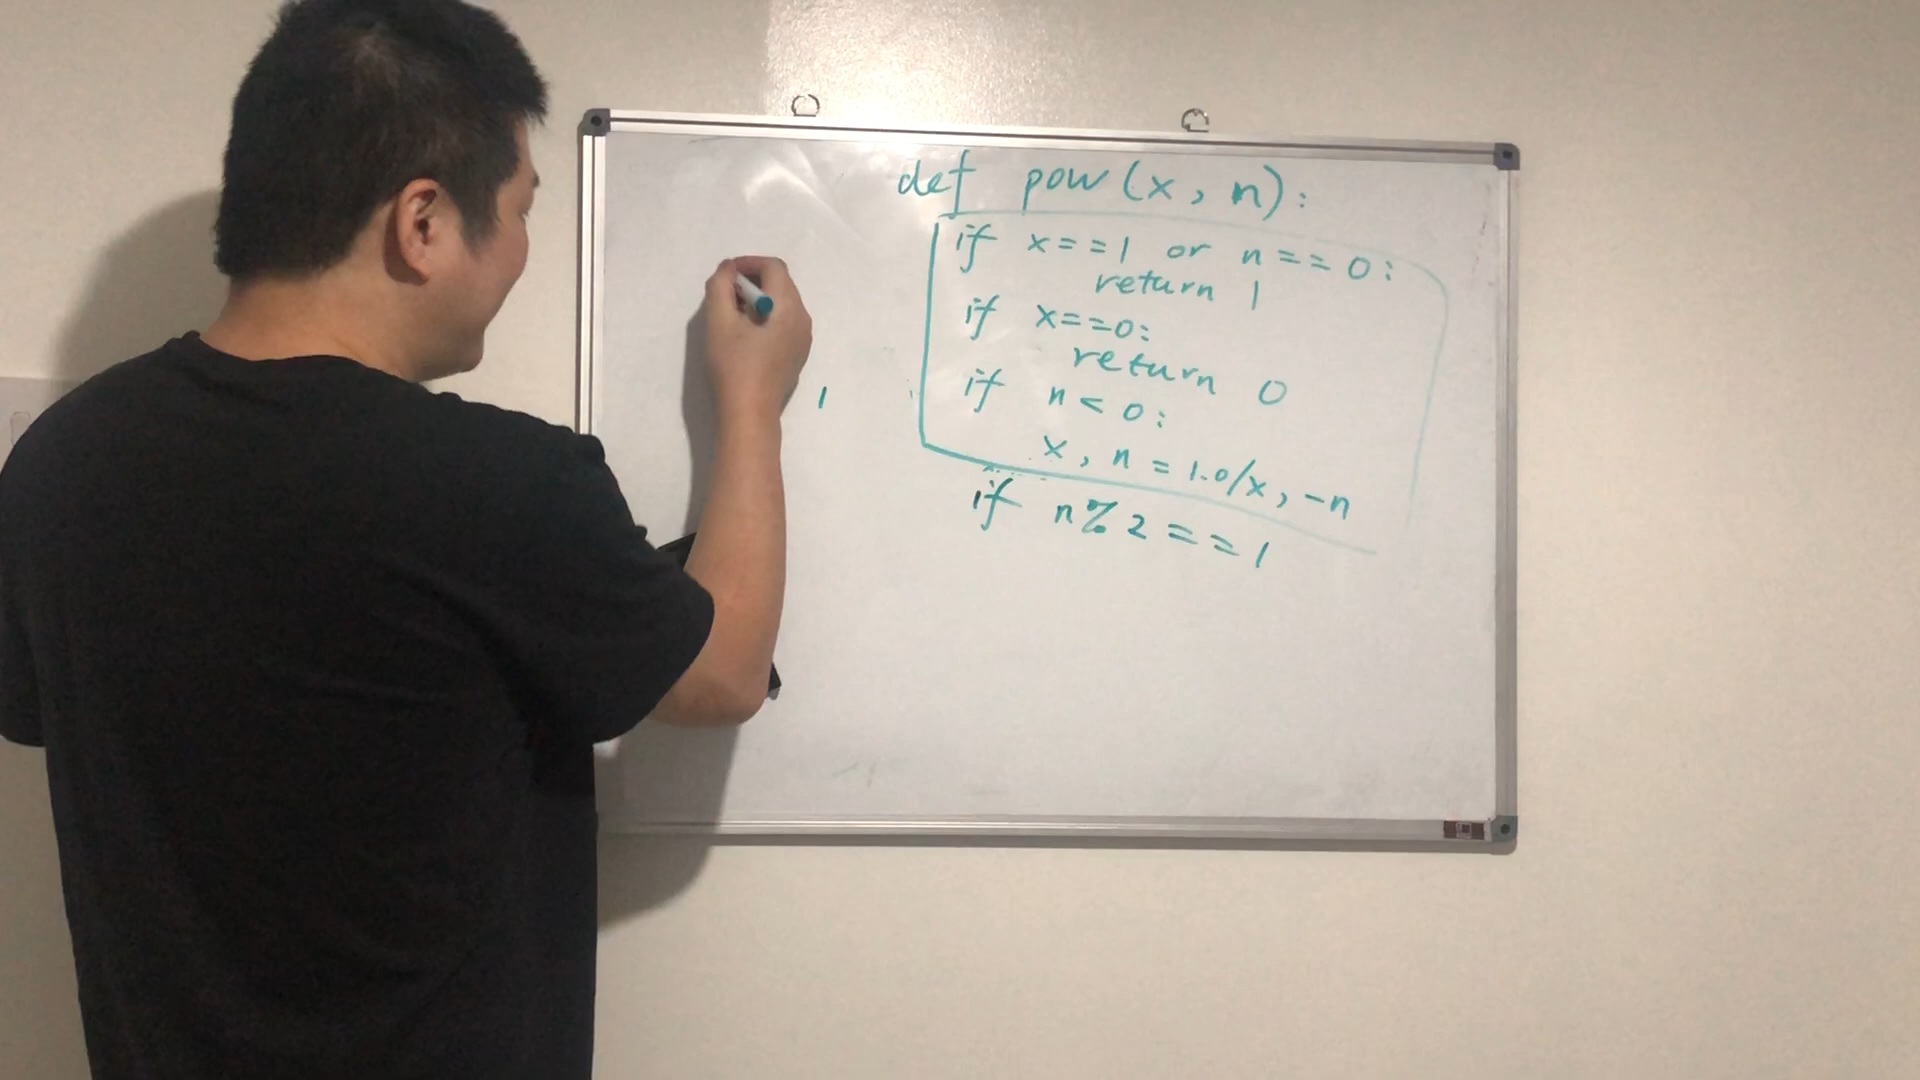 def pow(x, n):
if x==1 or n==0:
return 1
if x==0:
return 0
if n<0:
x, n = 1.0/x, -n
if n%2==1